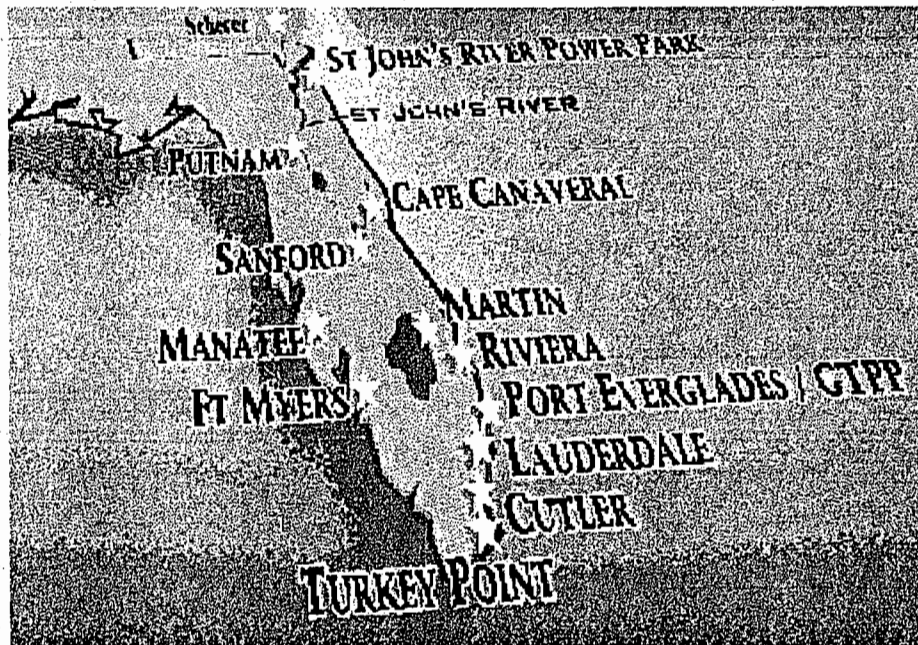 Scherer
ST JOHN'S RIVER POWER PARK
ST JOHN'S RIVER
PUTNAM
CAPE CANAVERAL
SANFORD
MARTIN
MANATEE
RIVIERA
FT MYERS
PORT EVERGLADES / GTPP
LAUDERDALE
CUTLER
TURKEY POINT